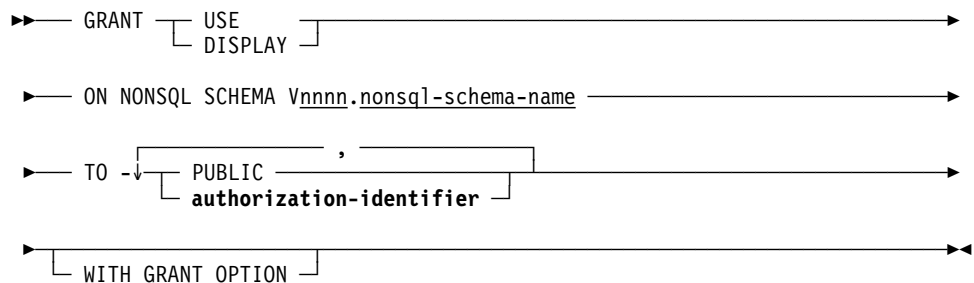 GRANT USE
DISPLAY
ON NONSQL SCHEMA Vnnnn.nonsql-schema-name
,
TO - PUBLIC
authorization-identifier
WITH GRANT OPTION